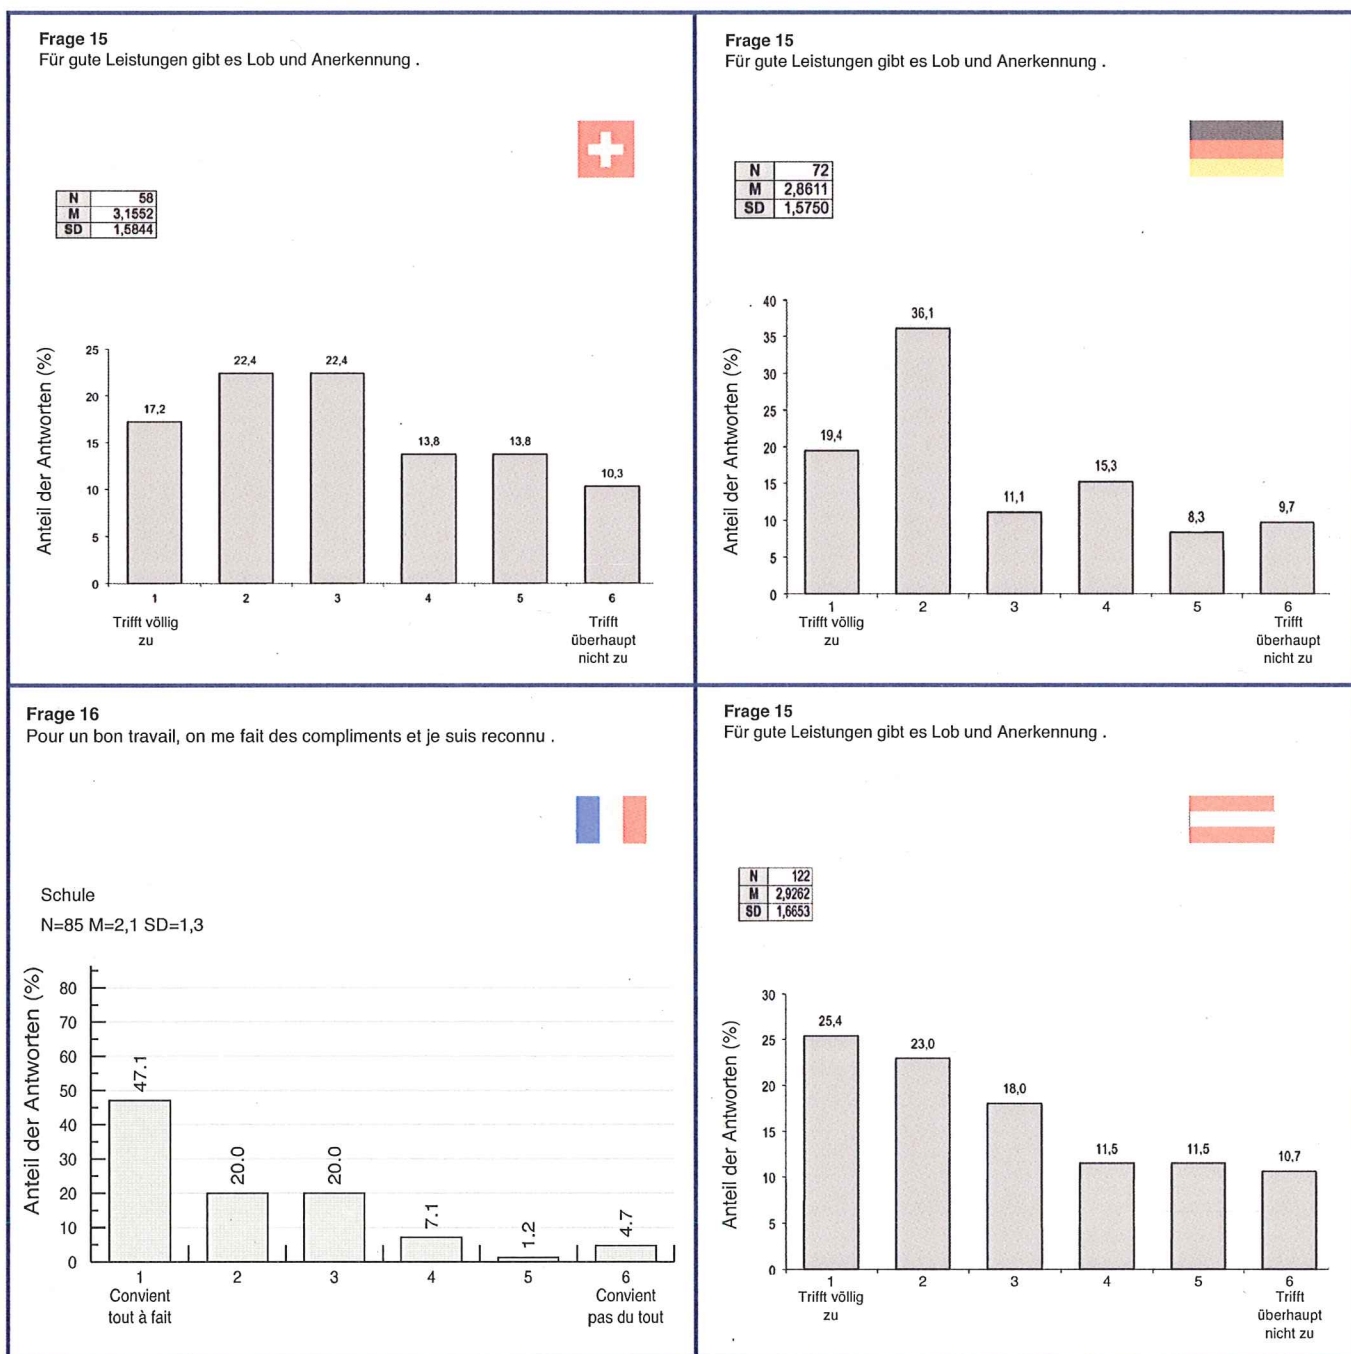 Frage 15
Für gute Leistungen gibt es Lob und Anerkennung .
N 58
M 3,1552
SD 1,5844
Anteil der Antworten (%)
25
20
15
10
5
0
17,2
22,4
22,4
13,8
13,8
10,3
1 2 3 4 5 6
Trifft völlig
zu
Trifft
überhaupt
nicht zu
Frage 15
Für gute Leistungen gibt es Lob und Anerkennung .
N 72
M 2,8611
SD 1,5750
Anteil der Antworten (%)
40
35
30
25
20
15
10
5
0
19,4
36,1
11,1
15,3
8,3
9,7
1 2 3 4 5 6
Trifft völlig
zu
Trifft
überhaupt
nicht zu
Frage 16
Pour un bon travail, on me fait des compliments et je suis reconnu .
Schule
N=85 M=2,1 SD=1,3
Anteil der Antworten (%)
80
70
60
50
40
30
20
10
0
47.1
20.0
20.0
7.1
1.2
4.7
1 2 3 4 5 6
Convient
tout à fait
Convient
pas du tout
Frage 15
Für gute Leistungen gibt es Lob und Anerkennung .
N 122
M 2,9262
SD 1,6653
Anteil der Antworten (%)
30
25
20
15
10
5
0
25,4
23,0
18,0
11,5
11,5
10,7
1 2 3 4 5 6
Trifft völlig
zu
Trifft
überhaupt
nicht zu